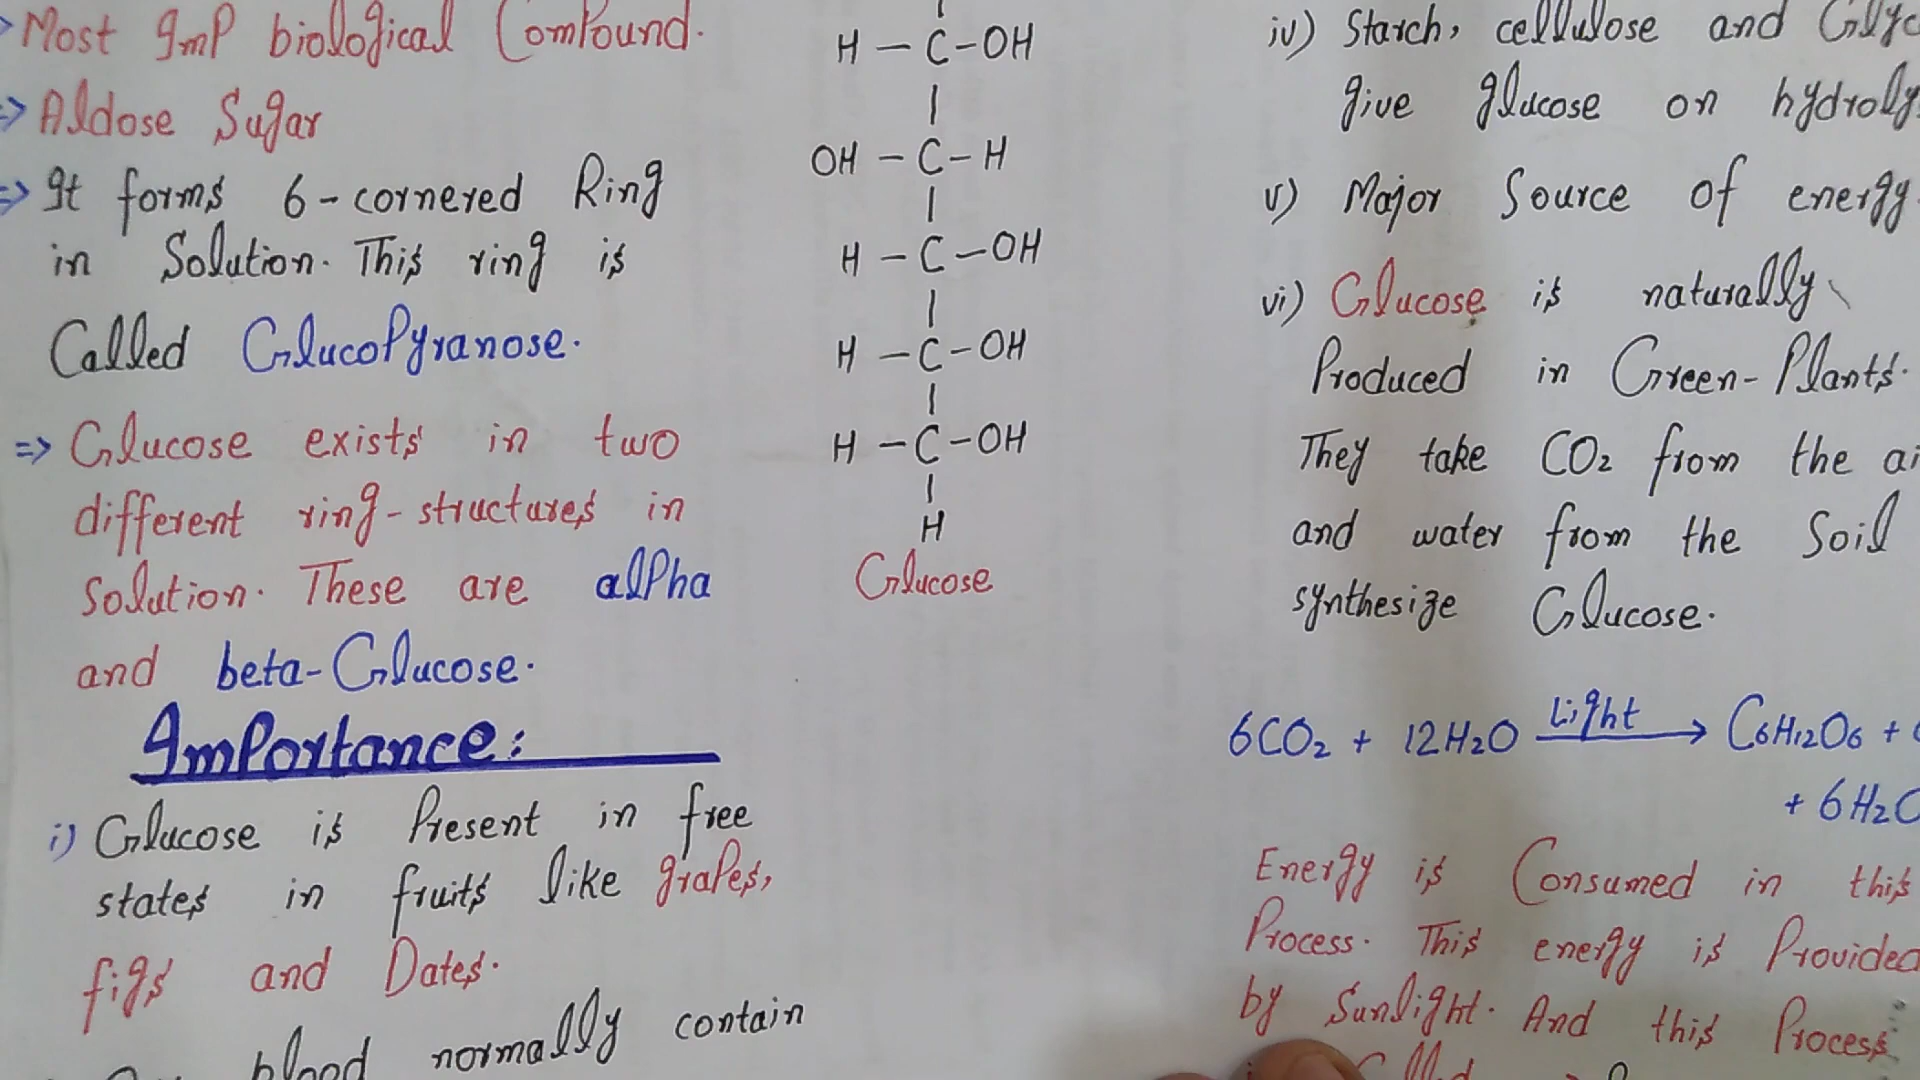 Most Imp biological Compound.
=> Aldose Sugar
=> It forms 6-cornered Ring
in Solution. This ring is
Called GlucoPyranose.
=> Glucose exists in two
different ring-structures in
Solution. These are alPha
and beta-Glucose.
ImPortance:
i) Glucose is Present in free
states in fruits like graPes,
figs and Dates.
blood normally contain
H - C - OH
OH - C - H
H - C - OH
H - C - OH
H - C - OH
H
Glucose
iv) Starch, cellulose and
give glucose on
v) Major Source of energy.
vi) Glucose is naturally
Produced in Green-Plants.
They take CO2 from the
and water from the Soil
synthesize Glucose.
6CO2 + 12H2O Light → C6H12O6 +
+ 6H2O
Energy is Consumed in this
Process. This energy is Provided
by Sunlight. And this Process